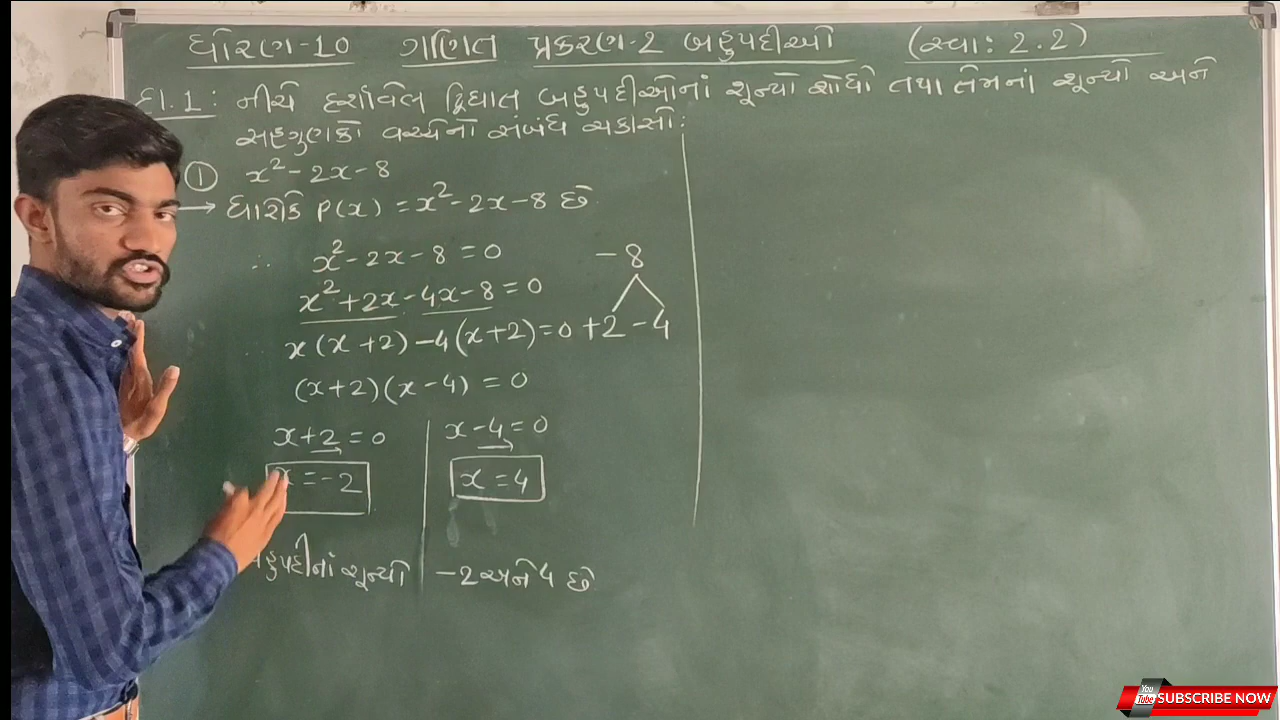 ધોરણ-10 ગણિત પ્રકરણ-2 બહુપદીઓ (સ્વા: 2.2)
દા.1: નીચે દર્શાવેલ દ્વિઘાત બહુપદીઓનાં શૂન્યો શોધો તથા તેમનાં શૂન્યો અને
સહગુણકો વચ્ચેનો સંબંધ ચકાસો:
① x² - 2x - 8
→ ધારોકે P(x) = x² - 2x - 8 છે
∴ x² - 2x - 8 = 0
x² + 2x - 4x - 8 = 0
x(x+2) - 4(x+2) = 0
(x+2)(x-4) = 0
x+2 = 0
x = -2
x-4 = 0
x = 4
બહુપદીનાં શૂન્યો -2 અને 4 છે
-8
+2 -4
You Tube SUBSCRIBE NOW